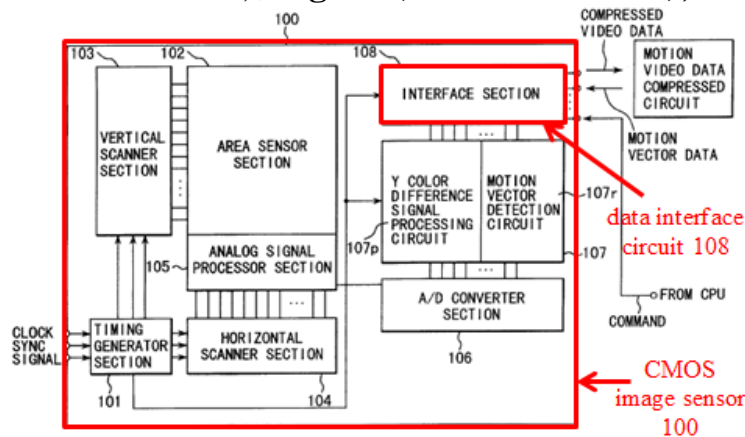 100
COMPRESSED
VIDEO DATA
103
102
108
MOTION
VIDEO DATA
COMPRESSED
CIRCUIT
INTERFACE SECTION
MOTION
VECTOR DATA
VERTICAL
SCANNER
SECTION
AREA SENSOR
SECTION
Y COLOR
DIFFERENCE
SIGNAL
PROCESSING
CIRCUIT
107p
MOTION
VECTOR
DETECTION
CIRCUIT
107r
107
data interface
circuit 108
105
ANALOG SIGNAL
PROCESSOR SECTION
A/D CONVERTER
SECTION
106
FROM CPU
COMMAND
CLOCK
SYNC
SIGNAL
TIMING
GENERATOR
SECTION
101
HORIZONTAL
SCANNER SECTION
104
CMOS
image sensor
100